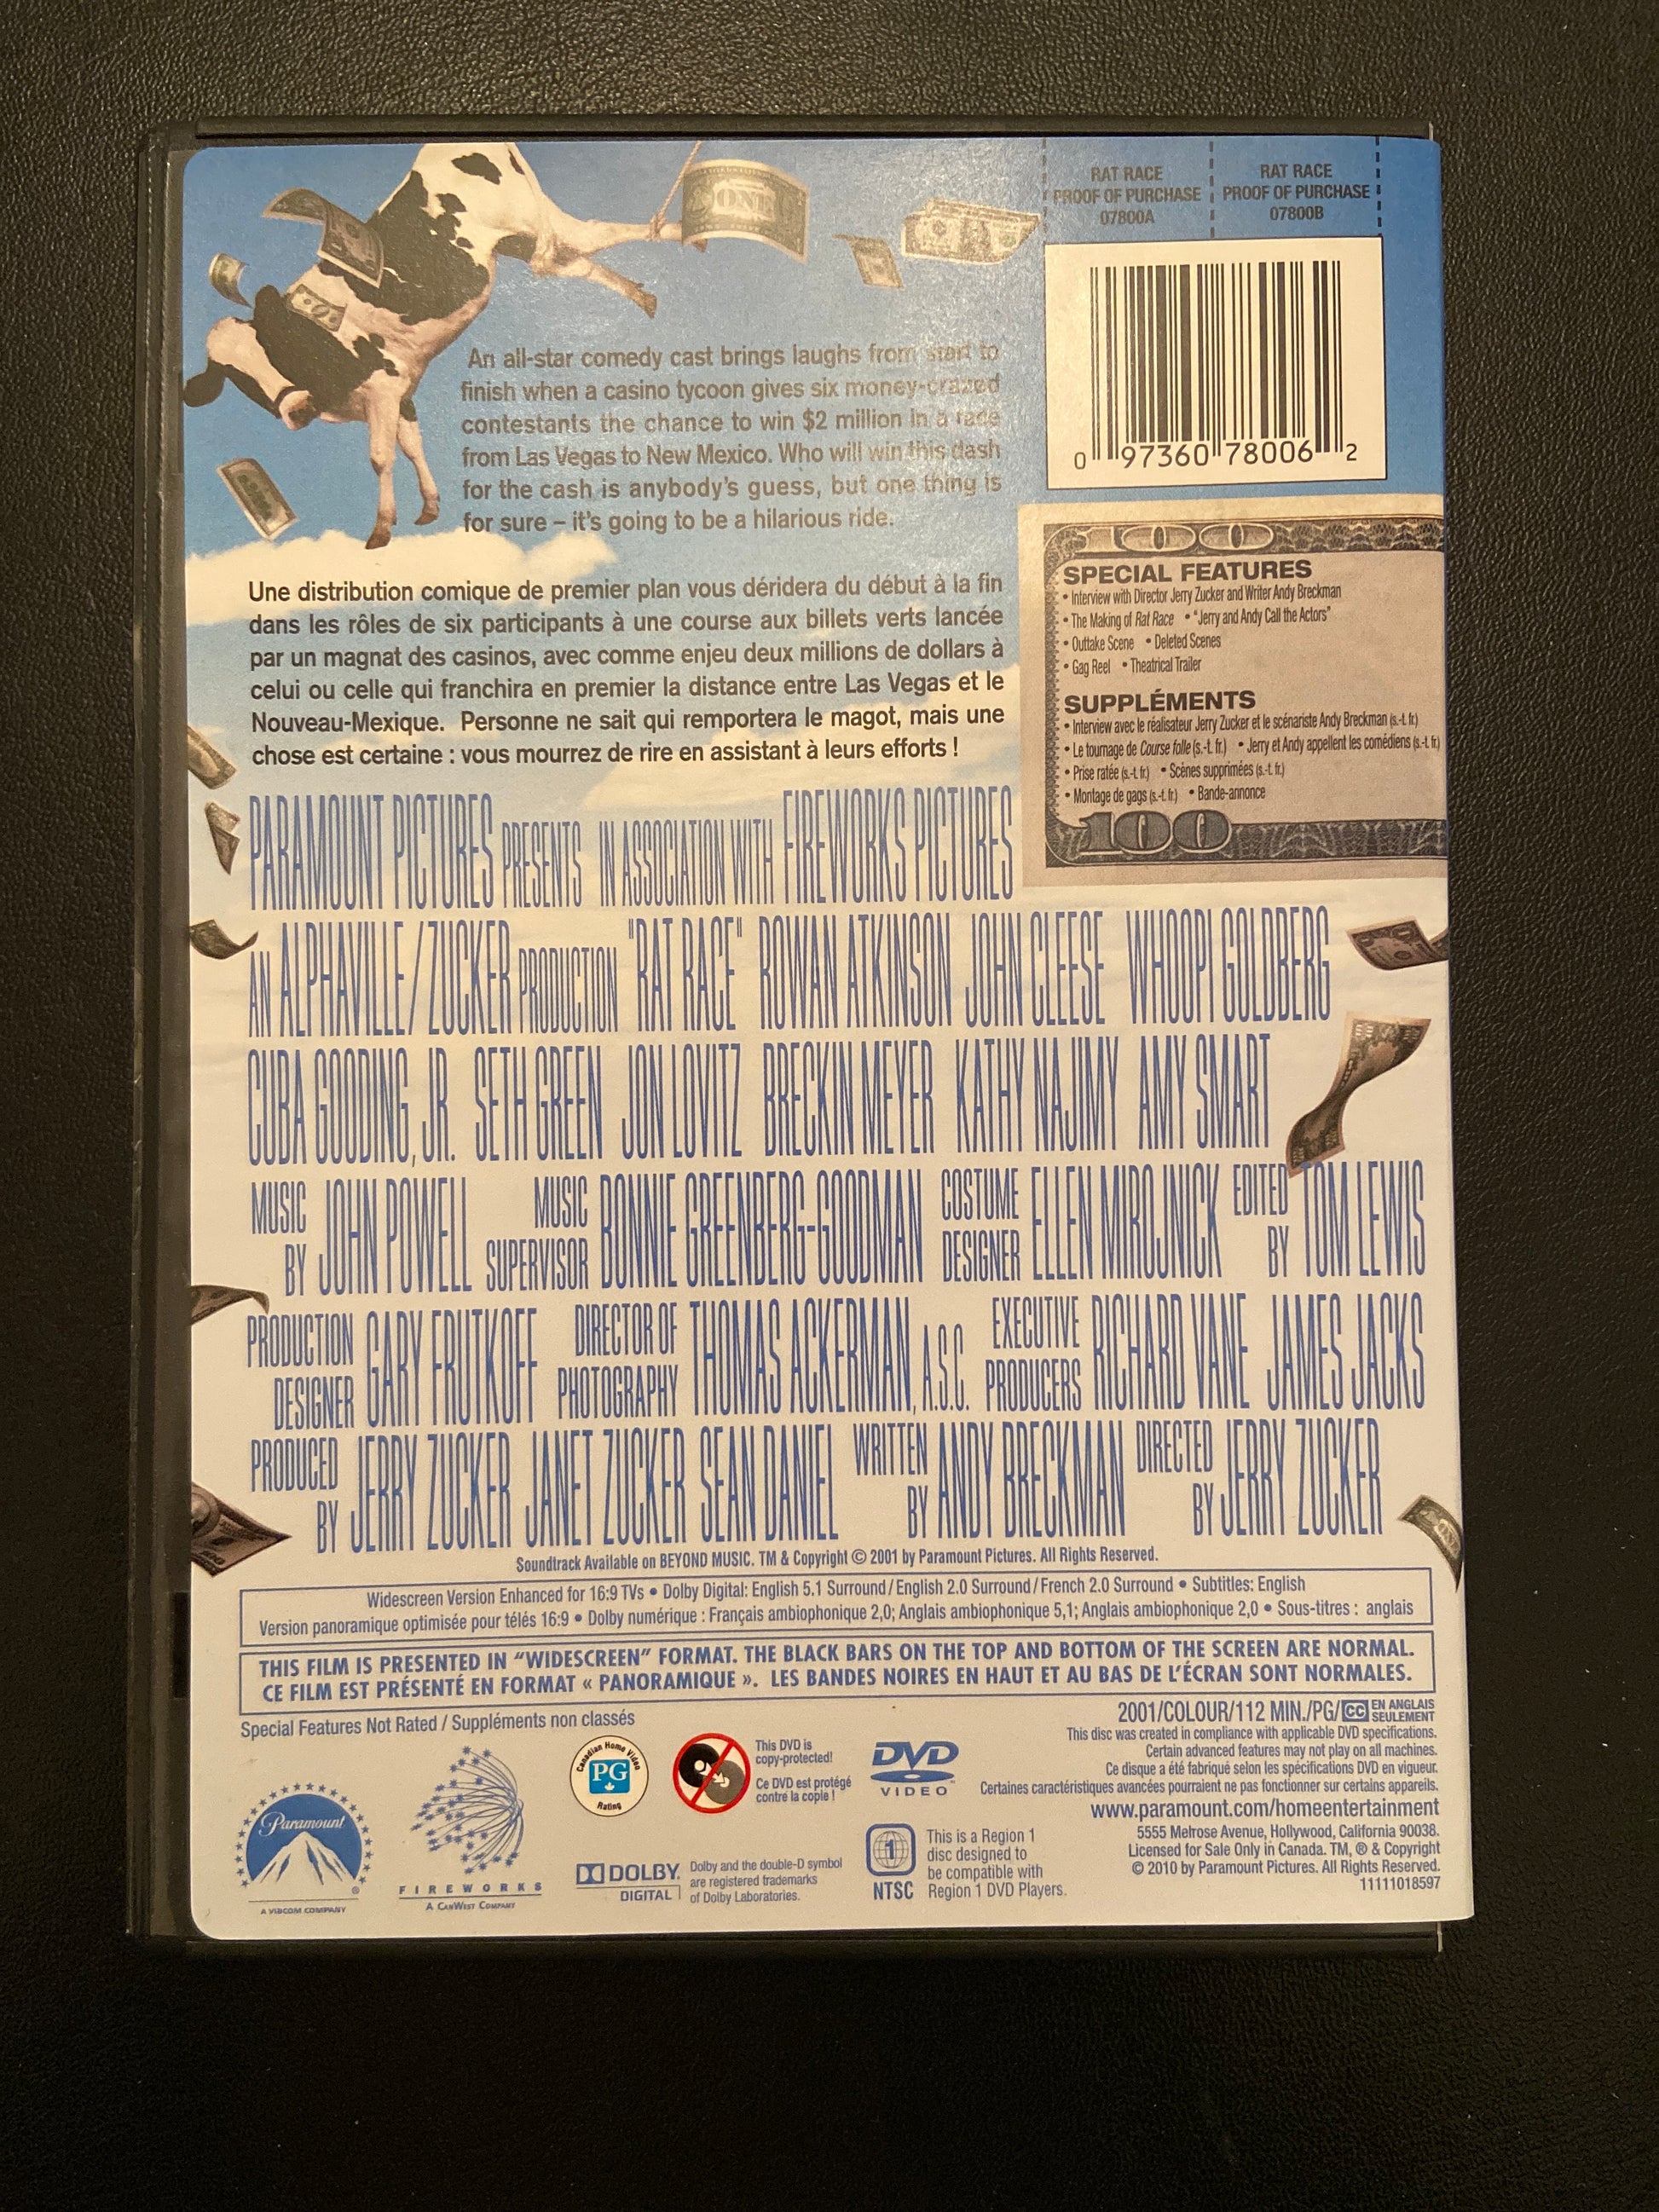 RAT RACE
PROOF OF PURCHASE
07800A
RAT RACE
PROOF OF PURCHASE
07800B
ONE
0 97360 78006 2
An all-star comedy cast brings laughs from start to
finish when a casino tycoon gives six money-crazed
contestants the chance to win $2 million in a race
from Las Vegas to New Mexico. Who will win this dash
for the cash is anybody's guess, but one thing is
for sure – it's going to be a hilarious ride.
Une distribution comique de premier plan vous déridera du début à la fin
dans les rôles de six participants à une course aux billets verts lancée
par un magnat des casinos, avec comme enjeu deux millions de dollars à
celui ou celle qui franchira en premier la distance entre Las Vegas et le
Nouveau-Mexique. Personne ne sait qui remportera le magot, mais une
chose est certaine : vous mourrez de rire en assistant à leurs efforts !
100
SPECIAL FEATURES
• Interview with Director Jerry Zucker and Writer Andy Breckman
• The Making of Rat Race • "Jerry and Andy Call the Actors"
• Outtake Scene • Deleted Scenes
• Gag Reel • Theatrical Trailer
SUPPLÉMENTS
• Interview avec le réalisateur Jerry Zucker et le scénariste Andy Breckman (s.-t. fr.)
• Le tournage de Course folle (s.-t. fr.) • Jerry et Andy appellent les comédiens (s.-t. fr.)
• Prise ratée (s.-t. fr.) • Scènes supprimées (s.-t. fr.)
• Montage de gags (s.-t. fr.) • Bande-annonce
100
PARAMOUNT PICTURES PRESENTS IN ASSOCIATION WITH FIREWORKS PICTURES
AN ALPHAVILLE/ZUCKER PRODUCTION "RAT RACE" ROWAN ATKINSON JOHN CLEESE WHOOPI GOLDBERG
CUBA GOODING, JR. SETH GREEN JON LOVITZ BRECKIN MEYER KATHY NAJIMY AMY SMART
MUSIC BY JOHN POWELL MUSIC SUPERVISOR BONNIE GREENBERG-GOODMAN COSTUME DESIGNER ELLEN MIROJNICK EDITED BY TOM LEWIS
PRODUCTION DESIGNER GARY FRUTKOFF DIRECTOR OF PHOTOGRAPHY THOMAS ACKERMAN, A.S.C. EXECUTIVE PRODUCERS RICHARD VANE JAMES JACKS
PRODUCED BY JERRY ZUCKER JANET ZUCKER SEAN DANIEL WRITTEN BY ANDY BRECKMAN DIRECTED BY JERRY ZUCKER
Soundtrack Available on BEYOND MUSIC. TM & Copyright © 2001 by Paramount Pictures. All Rights Reserved.
Widescreen Version Enhanced for 16:9 TVs • Dolby Digital: English 5.1 Surround/English 2.0 Surround/French 2.0 Surround • Subtitles: English
Version panoramique optimisée pour télés 16:9 • Dolby numérique : Français ambiophonique 2,0; Anglais ambiophonique 5,1; Anglais ambiophonique 2,0 • Sous-titres : anglais
THIS FILM IS PRESENTED IN "WIDESCREEN" FORMAT. THE BLACK BARS ON THE TOP AND BOTTOM OF THE SCREEN ARE NORMAL.
CE FILM EST PRÉSENTÉ EN FORMAT « PANORAMIQUE ». LES BANDES NOIRES EN HAUT ET AU BAS DE L'ÉCRAN SONT NORMALES.
Special Features Not Rated / Suppléments non classés
2001/COLOUR/112 MIN./PG/CC EN ANGLAIS SEULEMENT
This disc was created in compliance with applicable DVD specifications.
Certain advanced features may not play on all machines.
Ce disque a été fabriqué selon les spécifications DVD en vigueur.
Certaines caractéristiques avancées pourraient ne pas fonctionner sur certains appareils.
www.paramount.com/homeentertainment
5555 Melrose Avenue, Hollywood, California 90038.
Licensed for Sale Only in Canada. TM, ® & Copyright
© 2010 by Paramount Pictures. All Rights Reserved.
11111018597
Paramount
®
A VIACOM COMPANY
FIREWORKS
A CANWEST COMPANY
Canadian Home Video
PG
Rating
This DVD is
copy-protected!
Ce DVD est protégé
contre la copie !
DVD
VIDEO™
DOLBY
DIGITAL
Dolby and the double-D symbol
are registered trademarks
of Dolby Laboratories.
1
NTSC
This is a Region 1
disc designed to
be compatible with
Region 1 DVD Players.